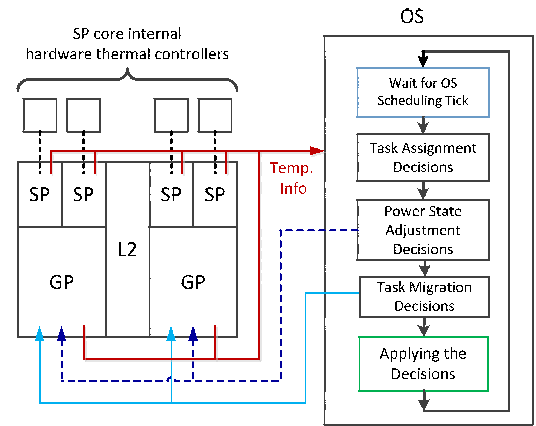 SP core internal
hardware thermal controllers
OS
Wait for OS
Scheduling Tick
Task Assignment
Decisions
Temp.
Info
SP
SP
SP
SP
Power State
Adjustment
Decisions
L2
GP
GP
Task Migration
Decisions
Applying the
Decisions